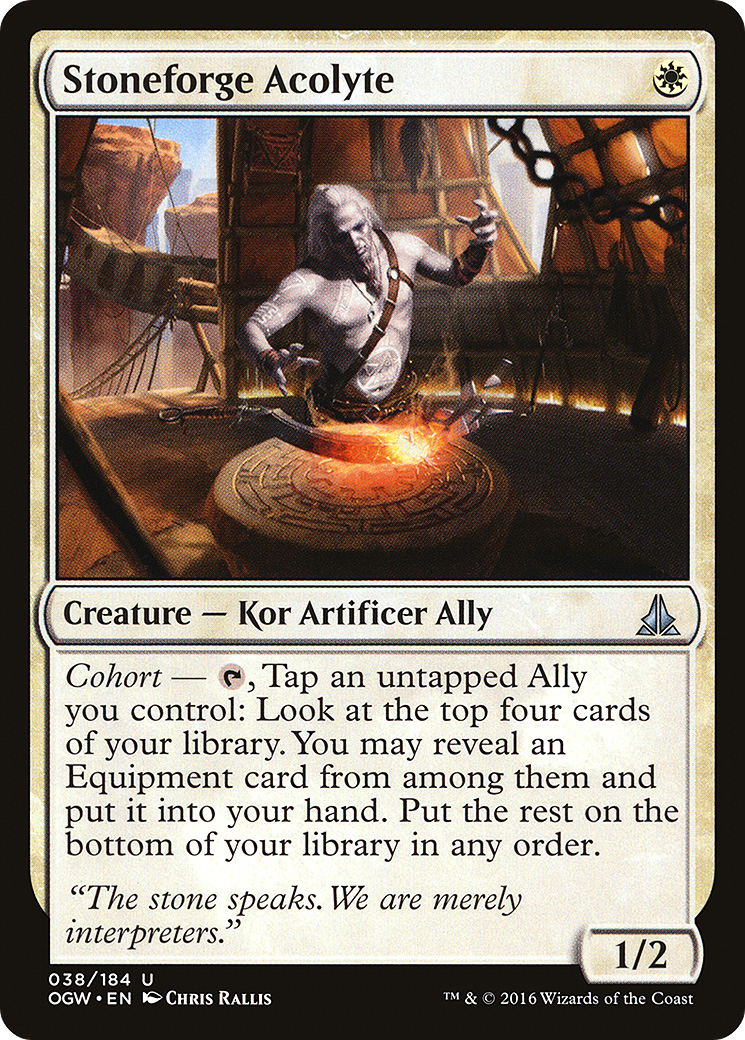 Stoneforge Acolyte
Creature — Kor Artificer Ally
Cohort — , Tap an untapped Ally
you control: Look at the top four cards
of your library. You may reveal an
Equipment card from among them and
put it into your hand. Put the rest on the
bottom of your library in any order.
“The stone speaks. We are merely
interpreters.”
1/2
038/184 U
OGW • EN Chris Rallis
™ & © 2016 Wizards of the Coast